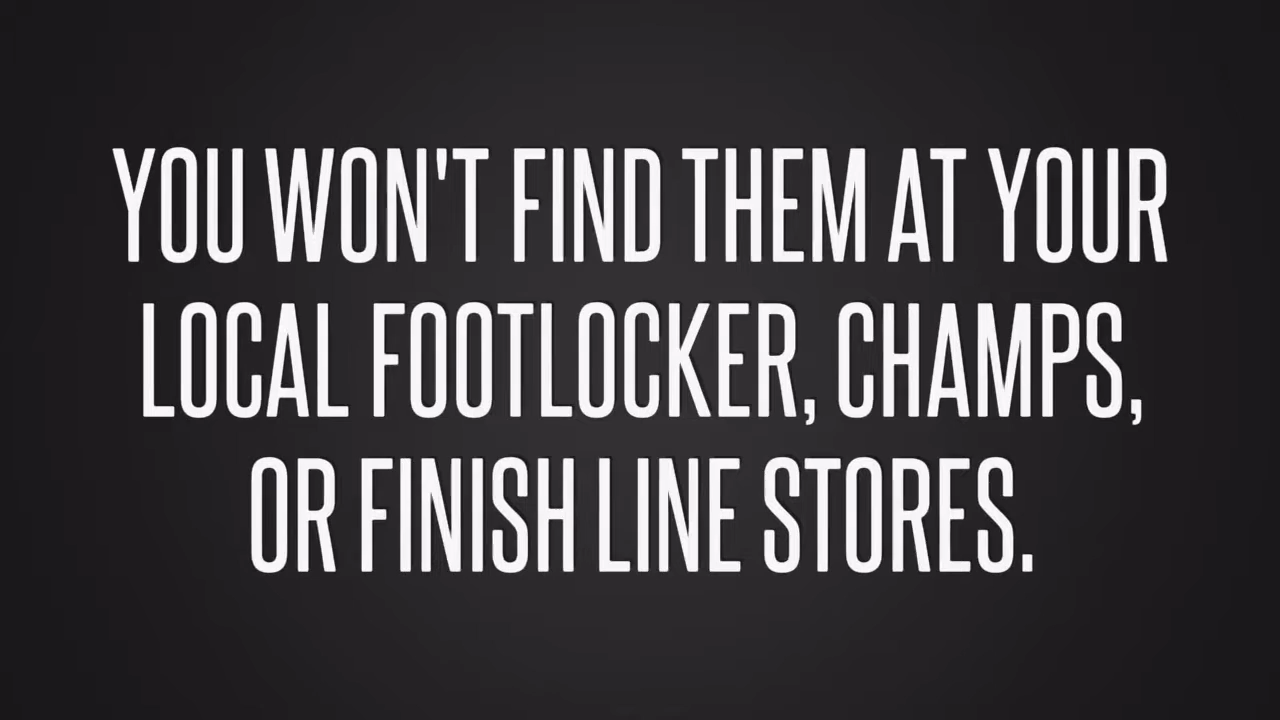 YOU WON'T FIND THEM AT YOUR
LOCAL FOOTLOCKER, CHAMPS,
OR FINISH LINE STORES.